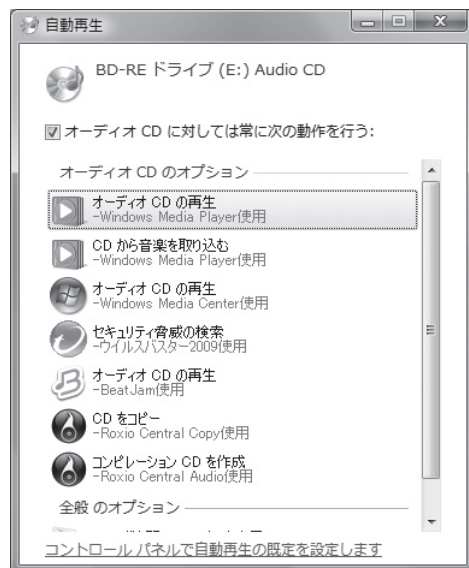 自動再生
BD-RE ドライブ (E:) Audio CD
オーディオ CD に対しては常に次の動作を行う:
オーディオ CD のオプション
オーディオ CD の再生
-Windows Media Player使用
CD から音楽を取り込む
-Windows Media Player使用
オーディオ CD の再生
-Windows Media Center使用
セキュリティ脅威の検索
-ウイルスバスター2009使用
オーディオ CD の再生
-BeatJam使用
CD をコピー
-Roxio Central Copy使用
コンピレーション CD を作成
-Roxio Central Audio使用
全般 のオプション
コントロール パネルで自動再生の既定を設定します